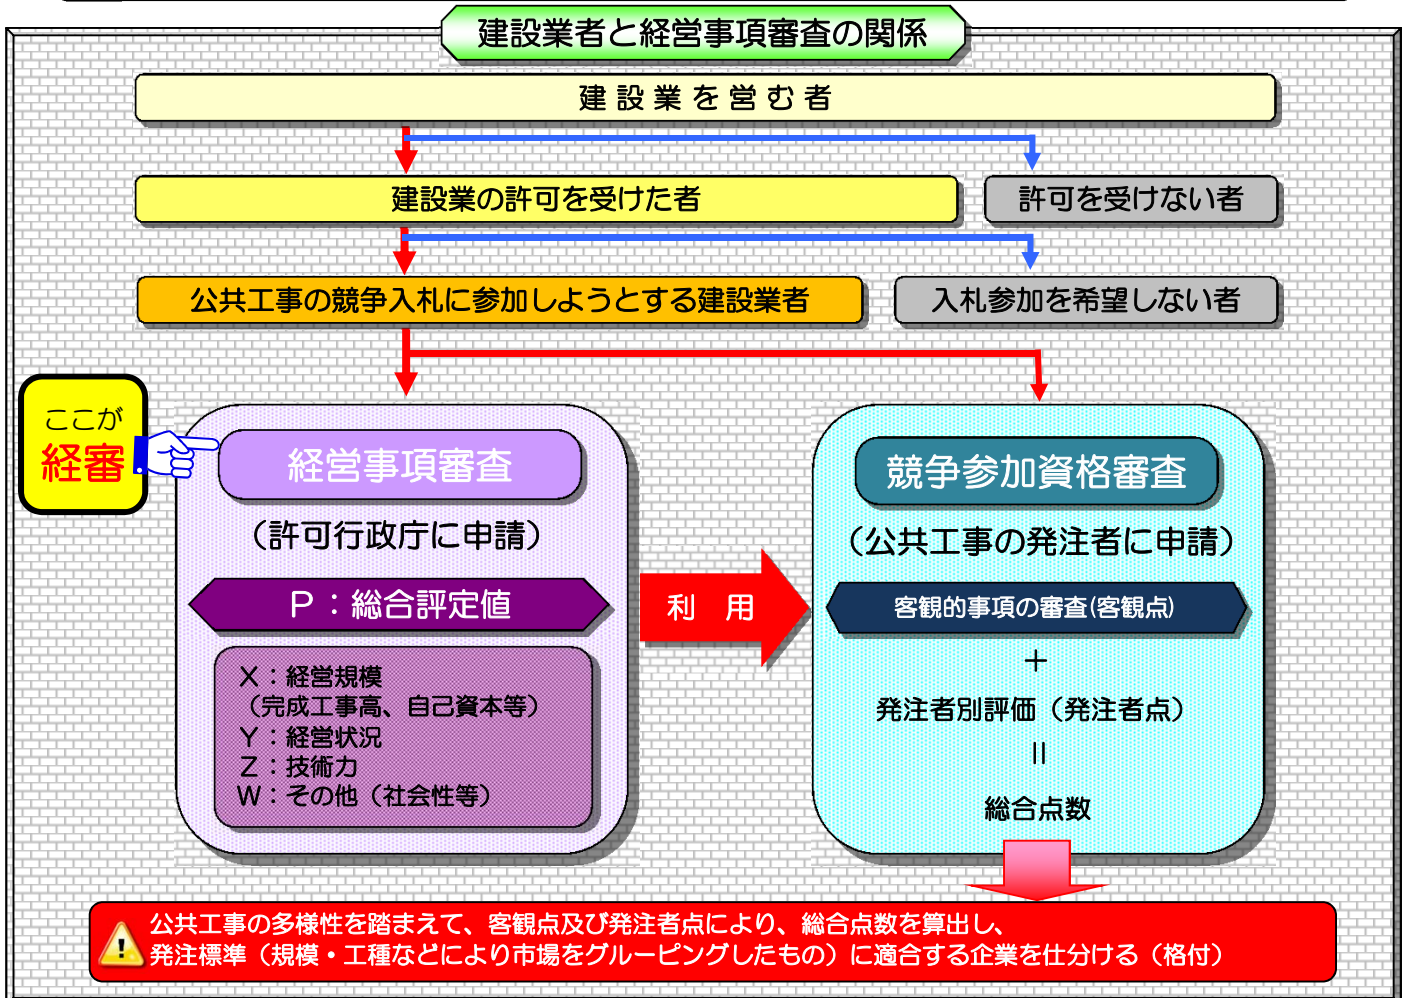 建設業者と経営事項審査の関係
建設業を営む者
建設業の許可を受けた者
許可を受けない者
公共工事の競争入札に参加しようとする建設業者
入札参加を希望しない者
ここが
経審
経営事項審査
（許可行政庁に申請）
Ｐ：総合評定値
Ｘ：経営規模
（完成工事高、自己資本等）
Ｙ：経営状況
Ｚ：技術力
Ｗ：その他（社会性等）
利　用
競争参加資格審査
（公共工事の発注者に申請）
客観的事項の審査(客観点)
＋
発注者別評価（発注者点）
＝
総合点数
公共工事の多様性を踏まえて、客観点及び発注者点により、総合点数を算出し、
発注標準（規模・工種などにより市場をグルーピングしたもの）に適合する企業を仕分ける（格付）